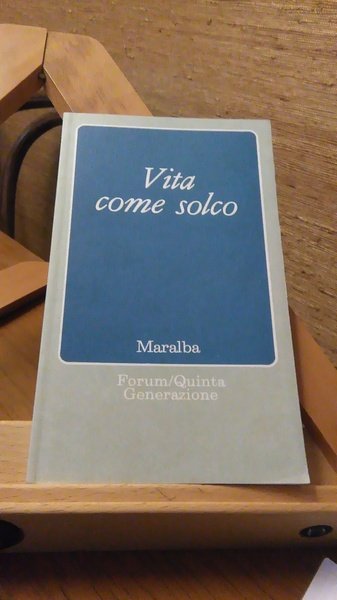 Vita
come solco
Maralba
Forum/Quinta
Generazione